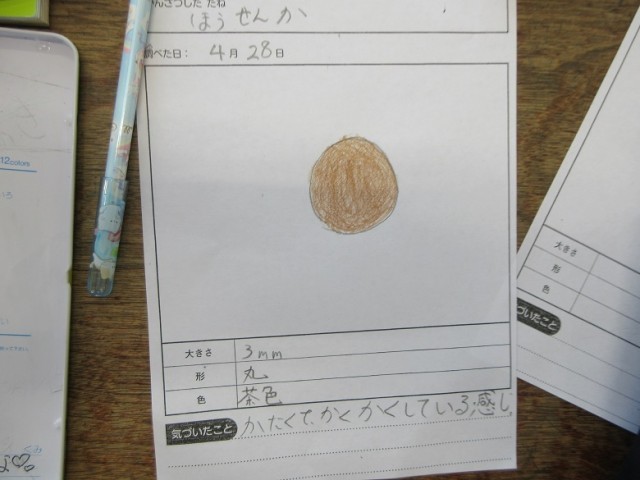 んさつした たね
ほうせんか
調べた日: 4月28日
大きさ 3mm
形 丸
色 茶色
気づいたこと かたくて、かくかくしている感じ
12colors
大きさ
形
色
づいたこと